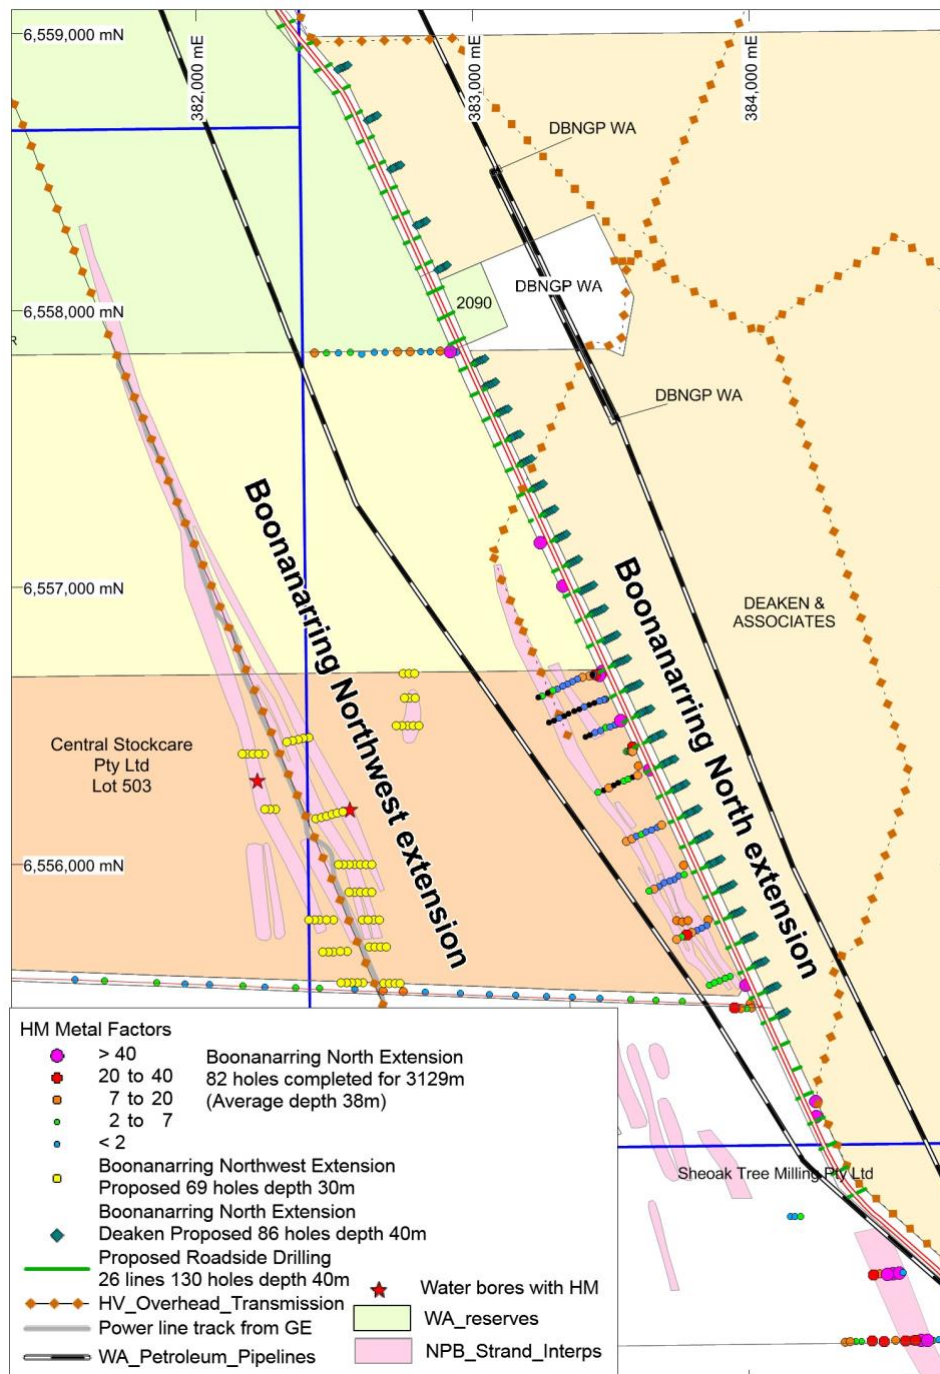 6,559,000 mN
382,000 mE
383,000 mE
384,000 mE
DBNGP WA
DBNGP WA
2090
6,558,000 mN
R
DBNGP WA
Boonanarring Northwest extension
Boonanarring North extension
6,557,000 mN
DEAKEN &
ASSOCIATES
Central Stockcare
Pty Ltd
Lot 503
6,556,000 mN
Sheoak Tree Milling Pty Ltd
HM Metal Factors
> 40
20 to 40
7 to 20
2 to 7
< 2
Boonanarring North Extension
82 holes completed for 3129m
(Average depth 38m)
Boonanarring Northwest Extension
Proposed 69 holes depth 30m
Boonanarring North Extension
Deaken Proposed 86 holes depth 40m
Proposed Roadside Drilling
26 lines 130 holes depth 40m
HV_Overhead_Transmission
Power line track from GE
WA_Petroleum_Pipelines
Water bores with HM
WA_reserves
NPB_Strand_Interps